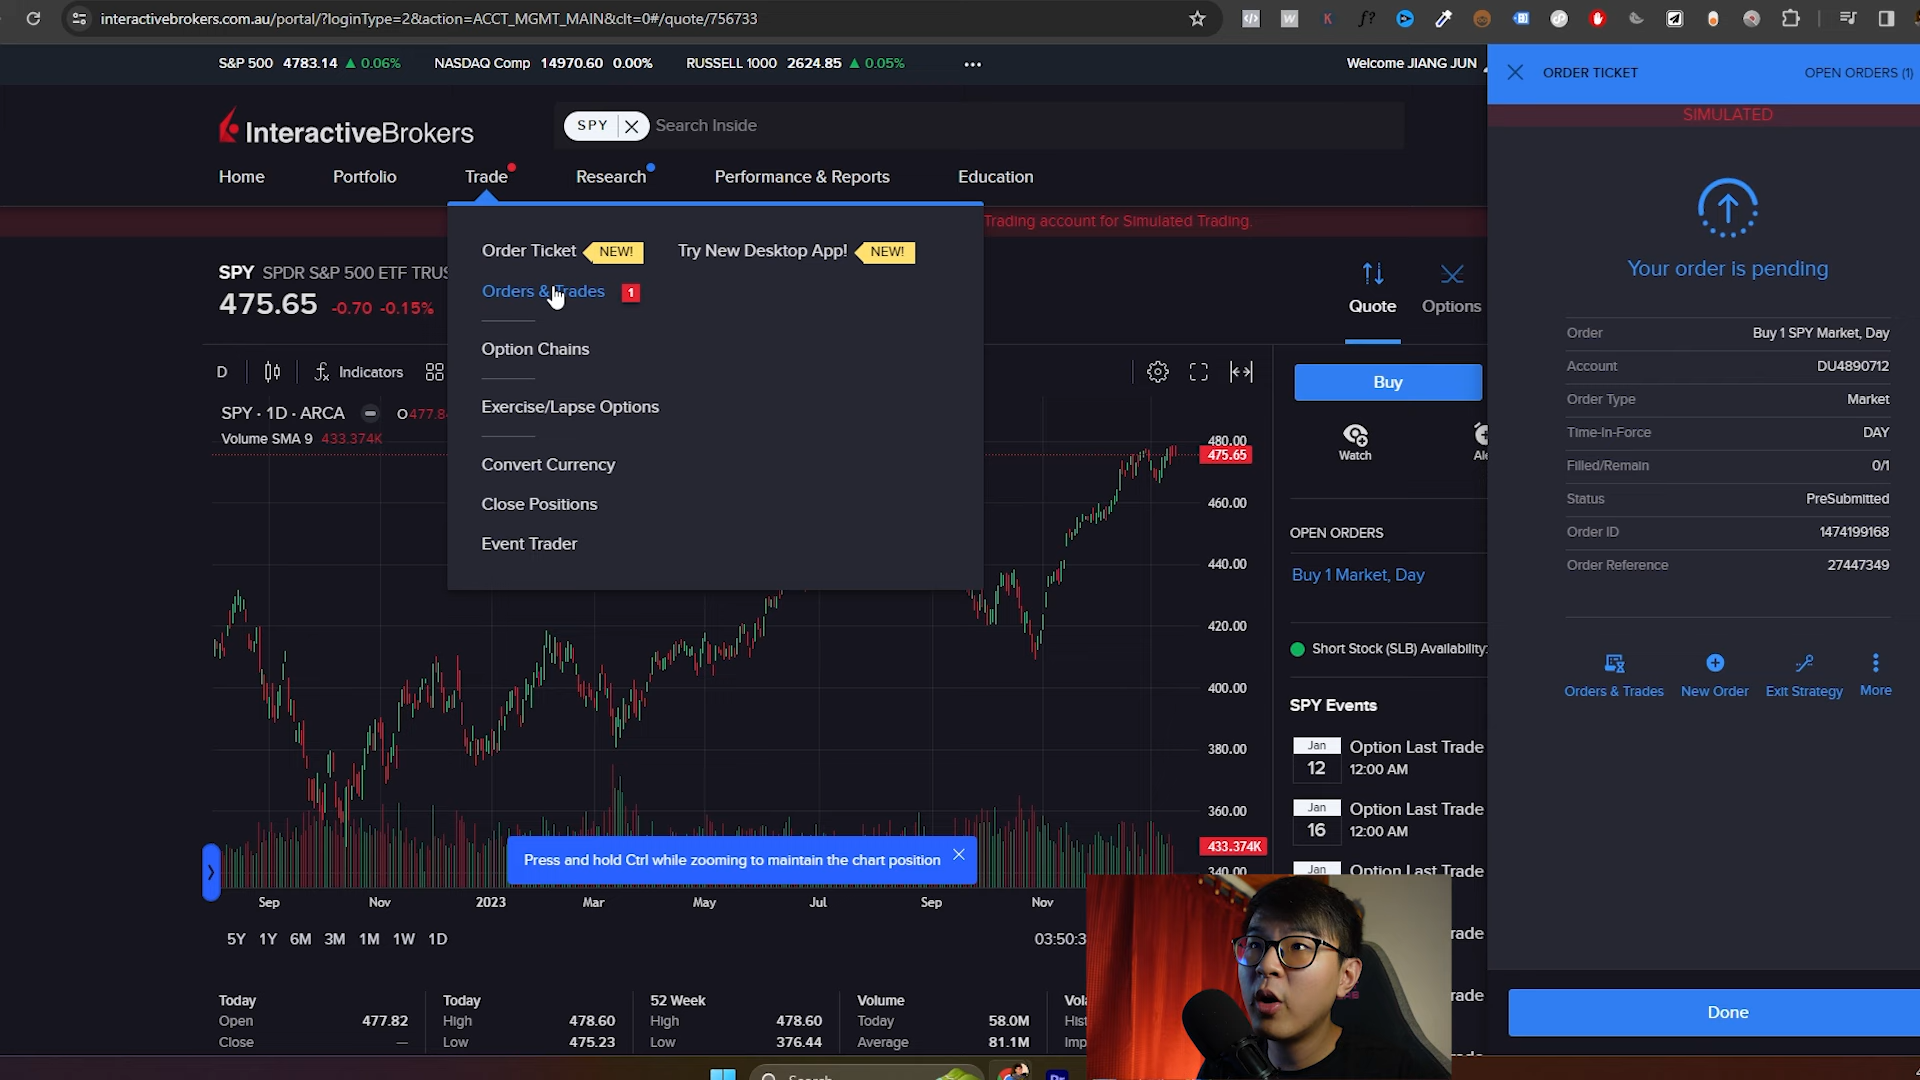 interactivebrokers.com.au/portal/?loginType=2&action=ACCT_MGMT_MAIN&clt=0#/quote/756733
S&P 500 4783.14 ▲ 0.06% NASDAQ Comp 14970.60 0.00% RUSSELL 1000 2624.85 ▲ 0.05% •••
Welcome JIANG JUN
ORDER TICKET
OPEN ORDERS (1)
SIMULATED
InteractiveBrokers
SPY
Search Inside
Home Portfolio Trade Research Performance & Reports Education
Trading account for Simulated Trading.
Order Ticket NEW!
Try New Desktop App! NEW!
Orders & Trades 1
Option Chains
Exercise/Lapse Options
Convert Currency
Close Positions
Event Trader
SPY SPDR S&P 500 ETF TRUS
475.65 -0.70 -0.15%
Quote
Options
D
Indicators
SPY · 1D · ARCA
O477.8
Volume SMA 9 433.374K
480.00
475.65
460.00
440.00
420.00
400.00
380.00
360.00
433.374K
340.00
Press and hold Ctrl while zooming to maintain the chart position
Sep Nov 2023 Mar May Jul Sep Nov
5Y 1Y 6M 3M 1M 1W 1D
03:50:3
Today
Open 477.82
Close —
Today
High 478.60
Low 475.23
52 Week
High 478.60
Low 376.44
Volume
Today 58.0M
Average 81.1M
Vol
Hist
Imp
Buy
Watch
Ale
OPEN ORDERS
Buy 1 Market, Day
Short Stock (SLB) Availability:
SPY Events
Jan
12
Option Last Trade
12:00 AM
Jan
16
Option Last Trade
12:00 AM
Jan
Option Last Trade
rade
rade
Your order is pending
Order Buy 1 SPY Market, Day
Account DU4890712
Order Type Market
Time-In-Force DAY
Filled/Remain 0/1
Status PreSubmitted
Order ID 1474199168
Order Reference 27447349
Orders & Trades
New Order
Exit Strategy
More
Done
Search